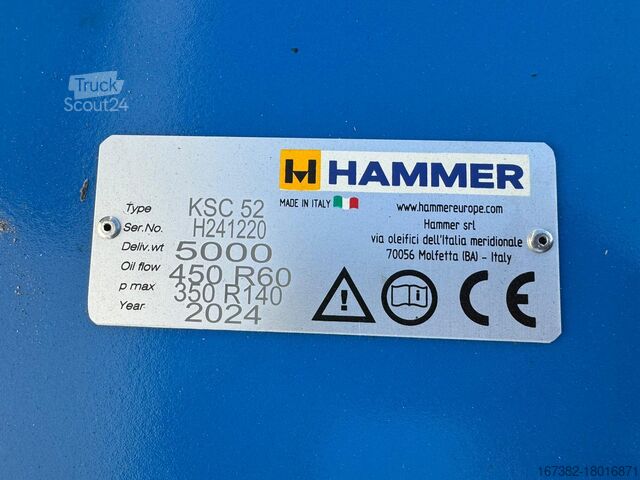 Truck
Scout24
H HAMMER
MADE IN ITALY
www.hammereurope.com
Hammer srl
via oleifici dell'Italia meridionale
70056 Molfetta (BA) - Italy
Type KSC 52
Ser.No. H241220
Deliv.wt 5000
Oil flow 450 R60
p max 350 R140
Year 2024
CE
167382-18016871